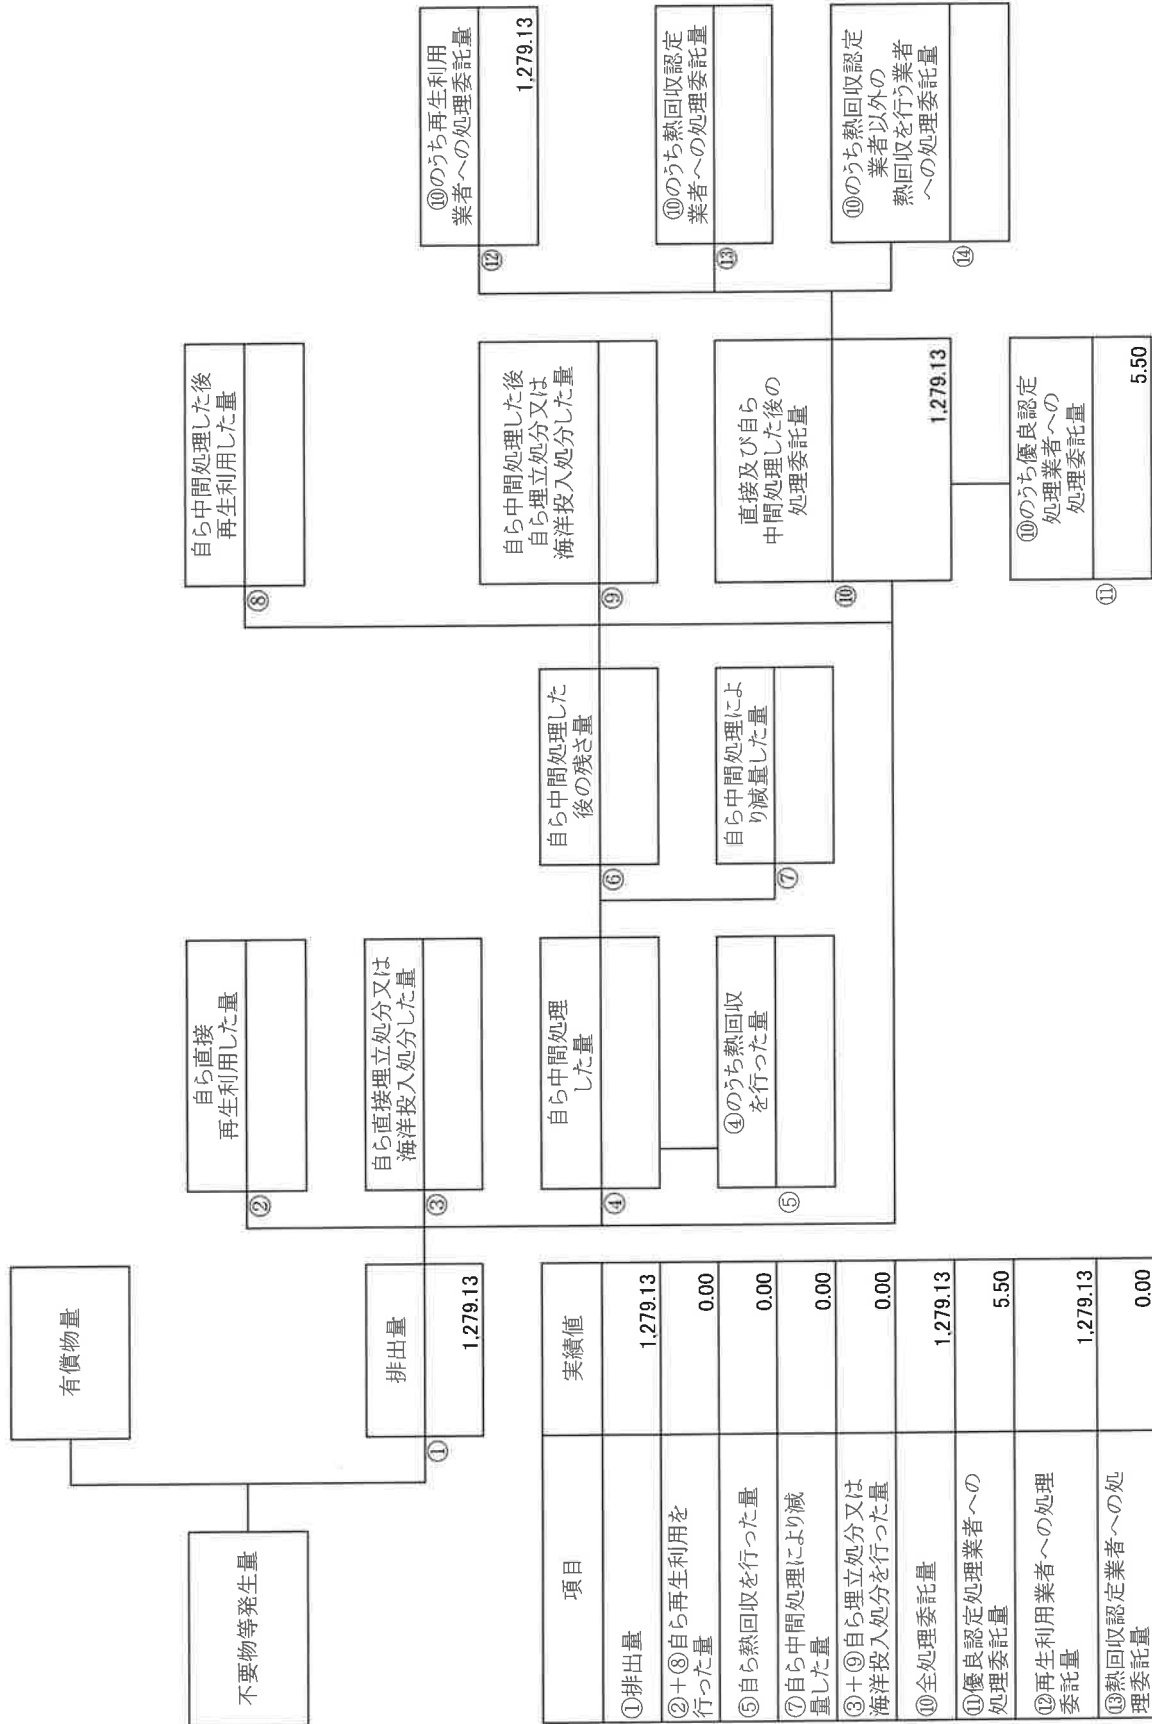 有償物量
不要物等発生量
排出量
①
1,279.13
自ら直接
再生利用した量
②
自ら直接埋立処分又は
海洋投入処分した量
③
自ら中間処理
した量
④
④のうち熱回収
を行った量
⑤
自ら中間処理した
後の残さ量
⑥
自ら中間処理によ
り減量した量
⑦
自ら中間処理した後
再生利用した量
⑧
自ら中間処理した後
自ら埋立処分又は
海洋投入処分した量
⑨
直接及び自ら
中間処理した後の
処理委託量
⑩
1,279.13
⑩のうち優良認定
処理業者への
処理委託量
⑪
5.50
⑩のうち再生利用
業者への処理委託量
⑫
1,279.13
⑩のうち熱回収認定
業者への処理委託量
⑬
⑩のうち熱回収認定
業者以外の
熱回収を行う業者
への処理委託量
⑭
項目 実績値
①排出量 1,279.13
②+⑧自ら再生利用を
行った量 0.00
⑤自ら熱回収を行った量 0.00
⑦自ら中間処理により減
量した量 0.00
③+⑨自ら埋立処分又は
海洋投入処分を行った量 0.00
⑩全処理委託量 1,279.13
⑪優良認定処理業者への
処理委託量 5.50
⑫再生利用業者への処理
委託量 1,279.13
⑬熱回収認定業者への処
理委託量 0.00